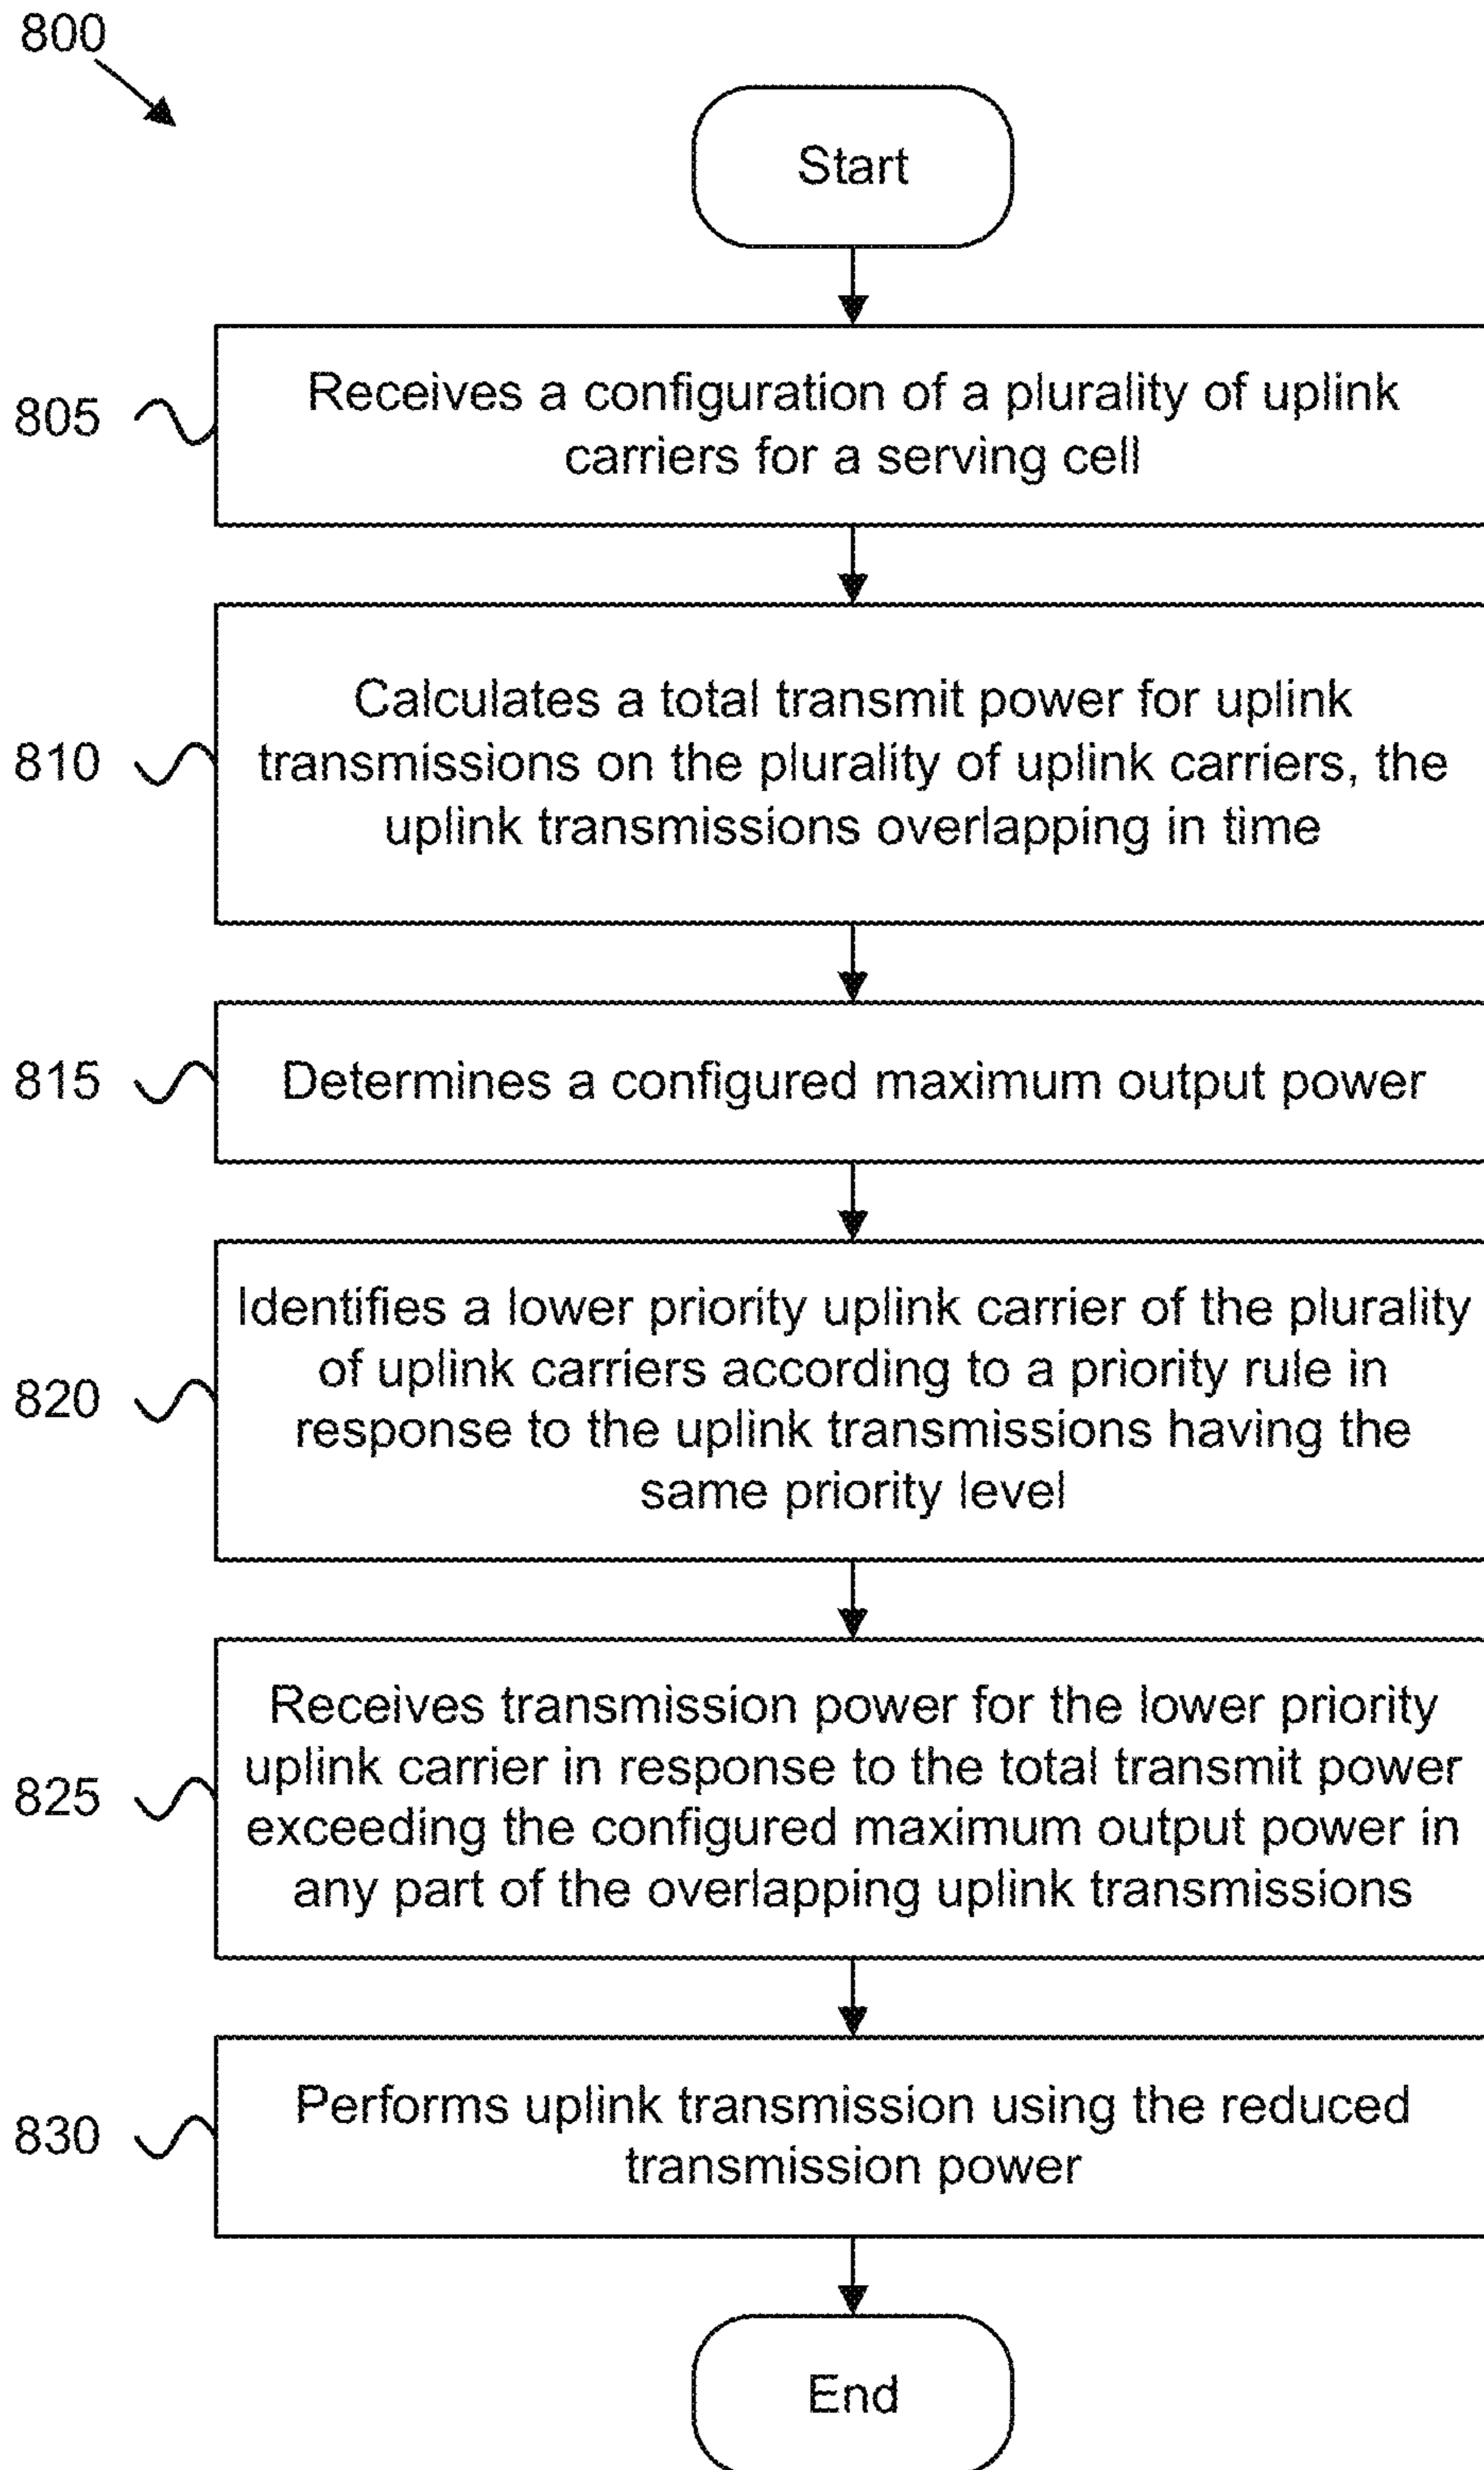 800
Start
805
Receives a configuration of a plurality of uplink
carriers for a serving cell
810
Calculates a total transmit power for uplink
transmissions on the plurality of uplink carriers, the
uplink transmissions overlapping in time
815
Determines a configured maximum output power
820
Identifies a lower priority uplink carrier of the plurality
of uplink carriers according to a priority rule in
response to the uplink transmissions having the
same priority level
825
Receives transmission power for the lower priority
uplink carrier in response to the total transmit power
exceeding the configured maximum output power in
any part of the overlapping uplink transmissions
830
Performs uplink transmission using the reduced
transmission power
End